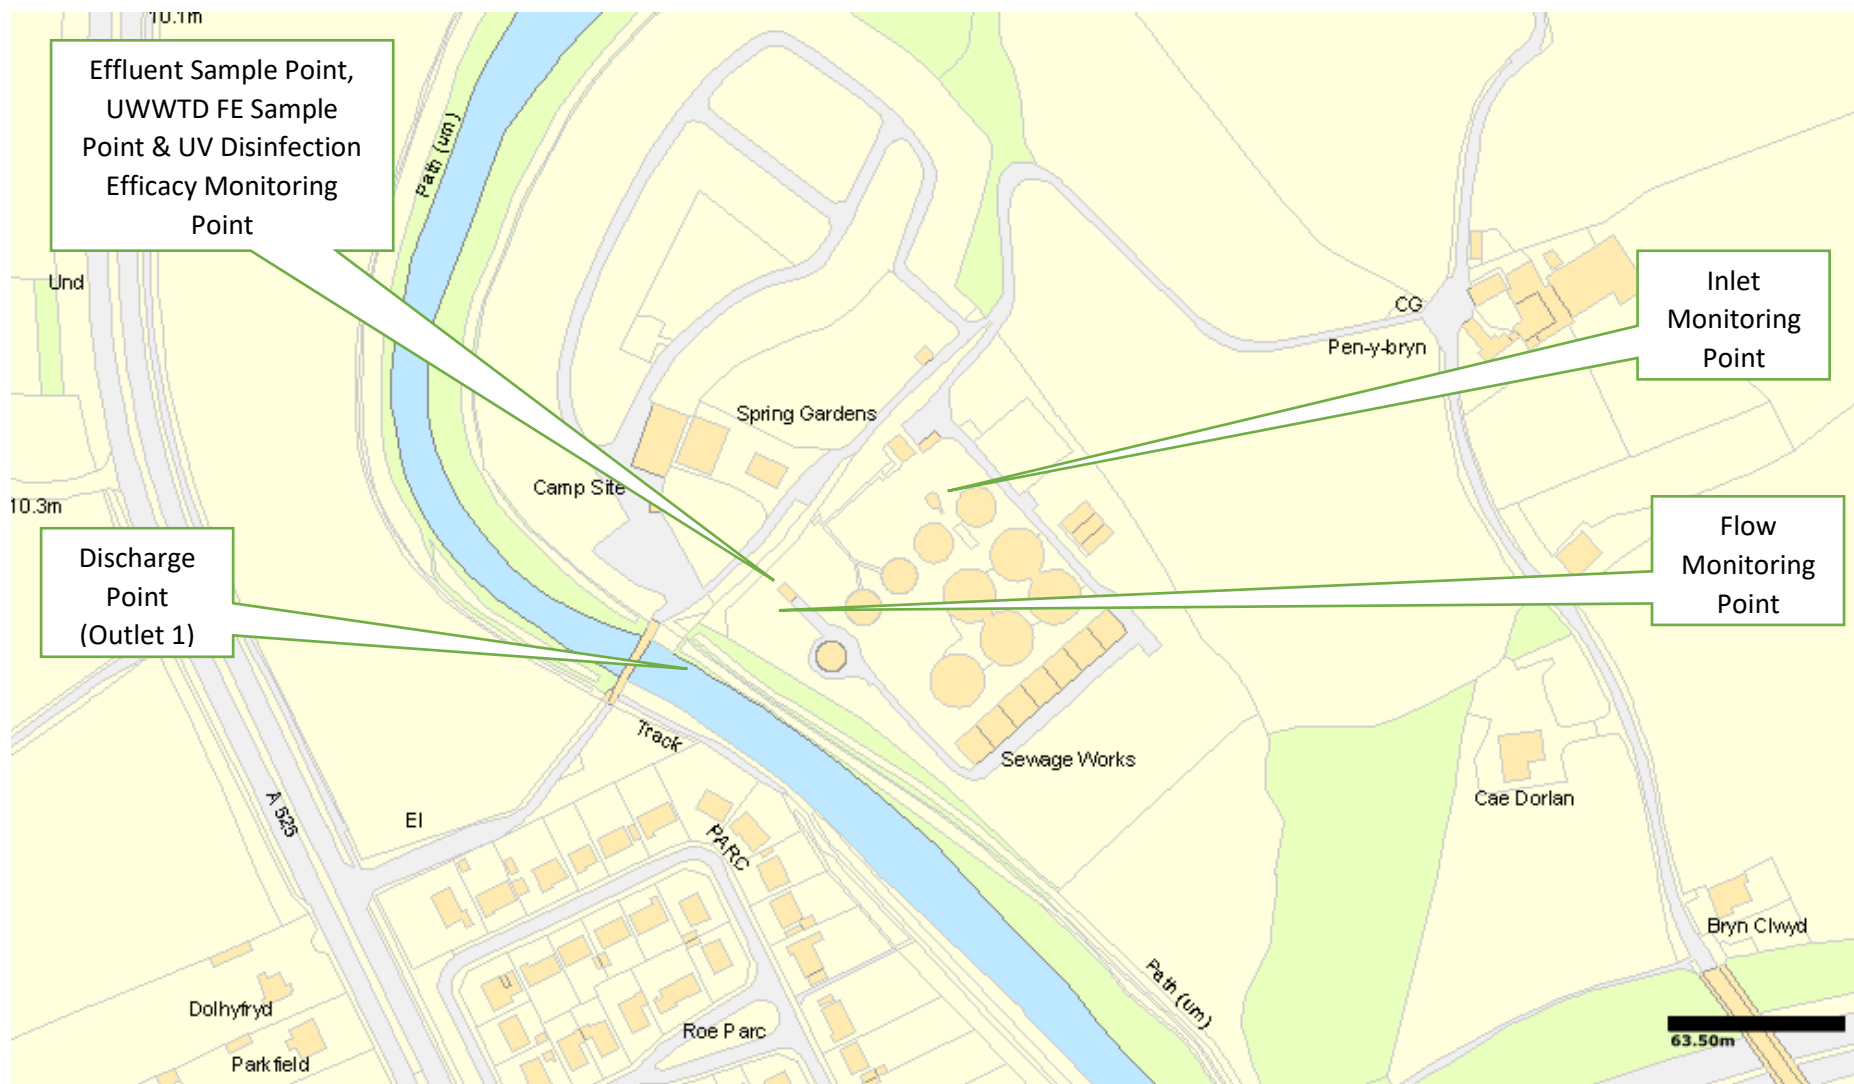 10.1m
Effluent Sample Point,
UWWTD FE Sample
Point & UV Disinfection
Efficacy Monitoring
Point
Path (um)
Und
Inlet
Monitoring
Point
CG
Pen-y-bryn
Spring Gardens
Camp Site
10.3m
Discharge
Point
(Outlet 1)
Flow
Monitoring
Point
Track
Sewage Works
Cae Dorlan
A 525
El
PARC
Bryn Clwyd
Path (um)
Dolhyfryd
Roe Parc
Parkfield
63.50m